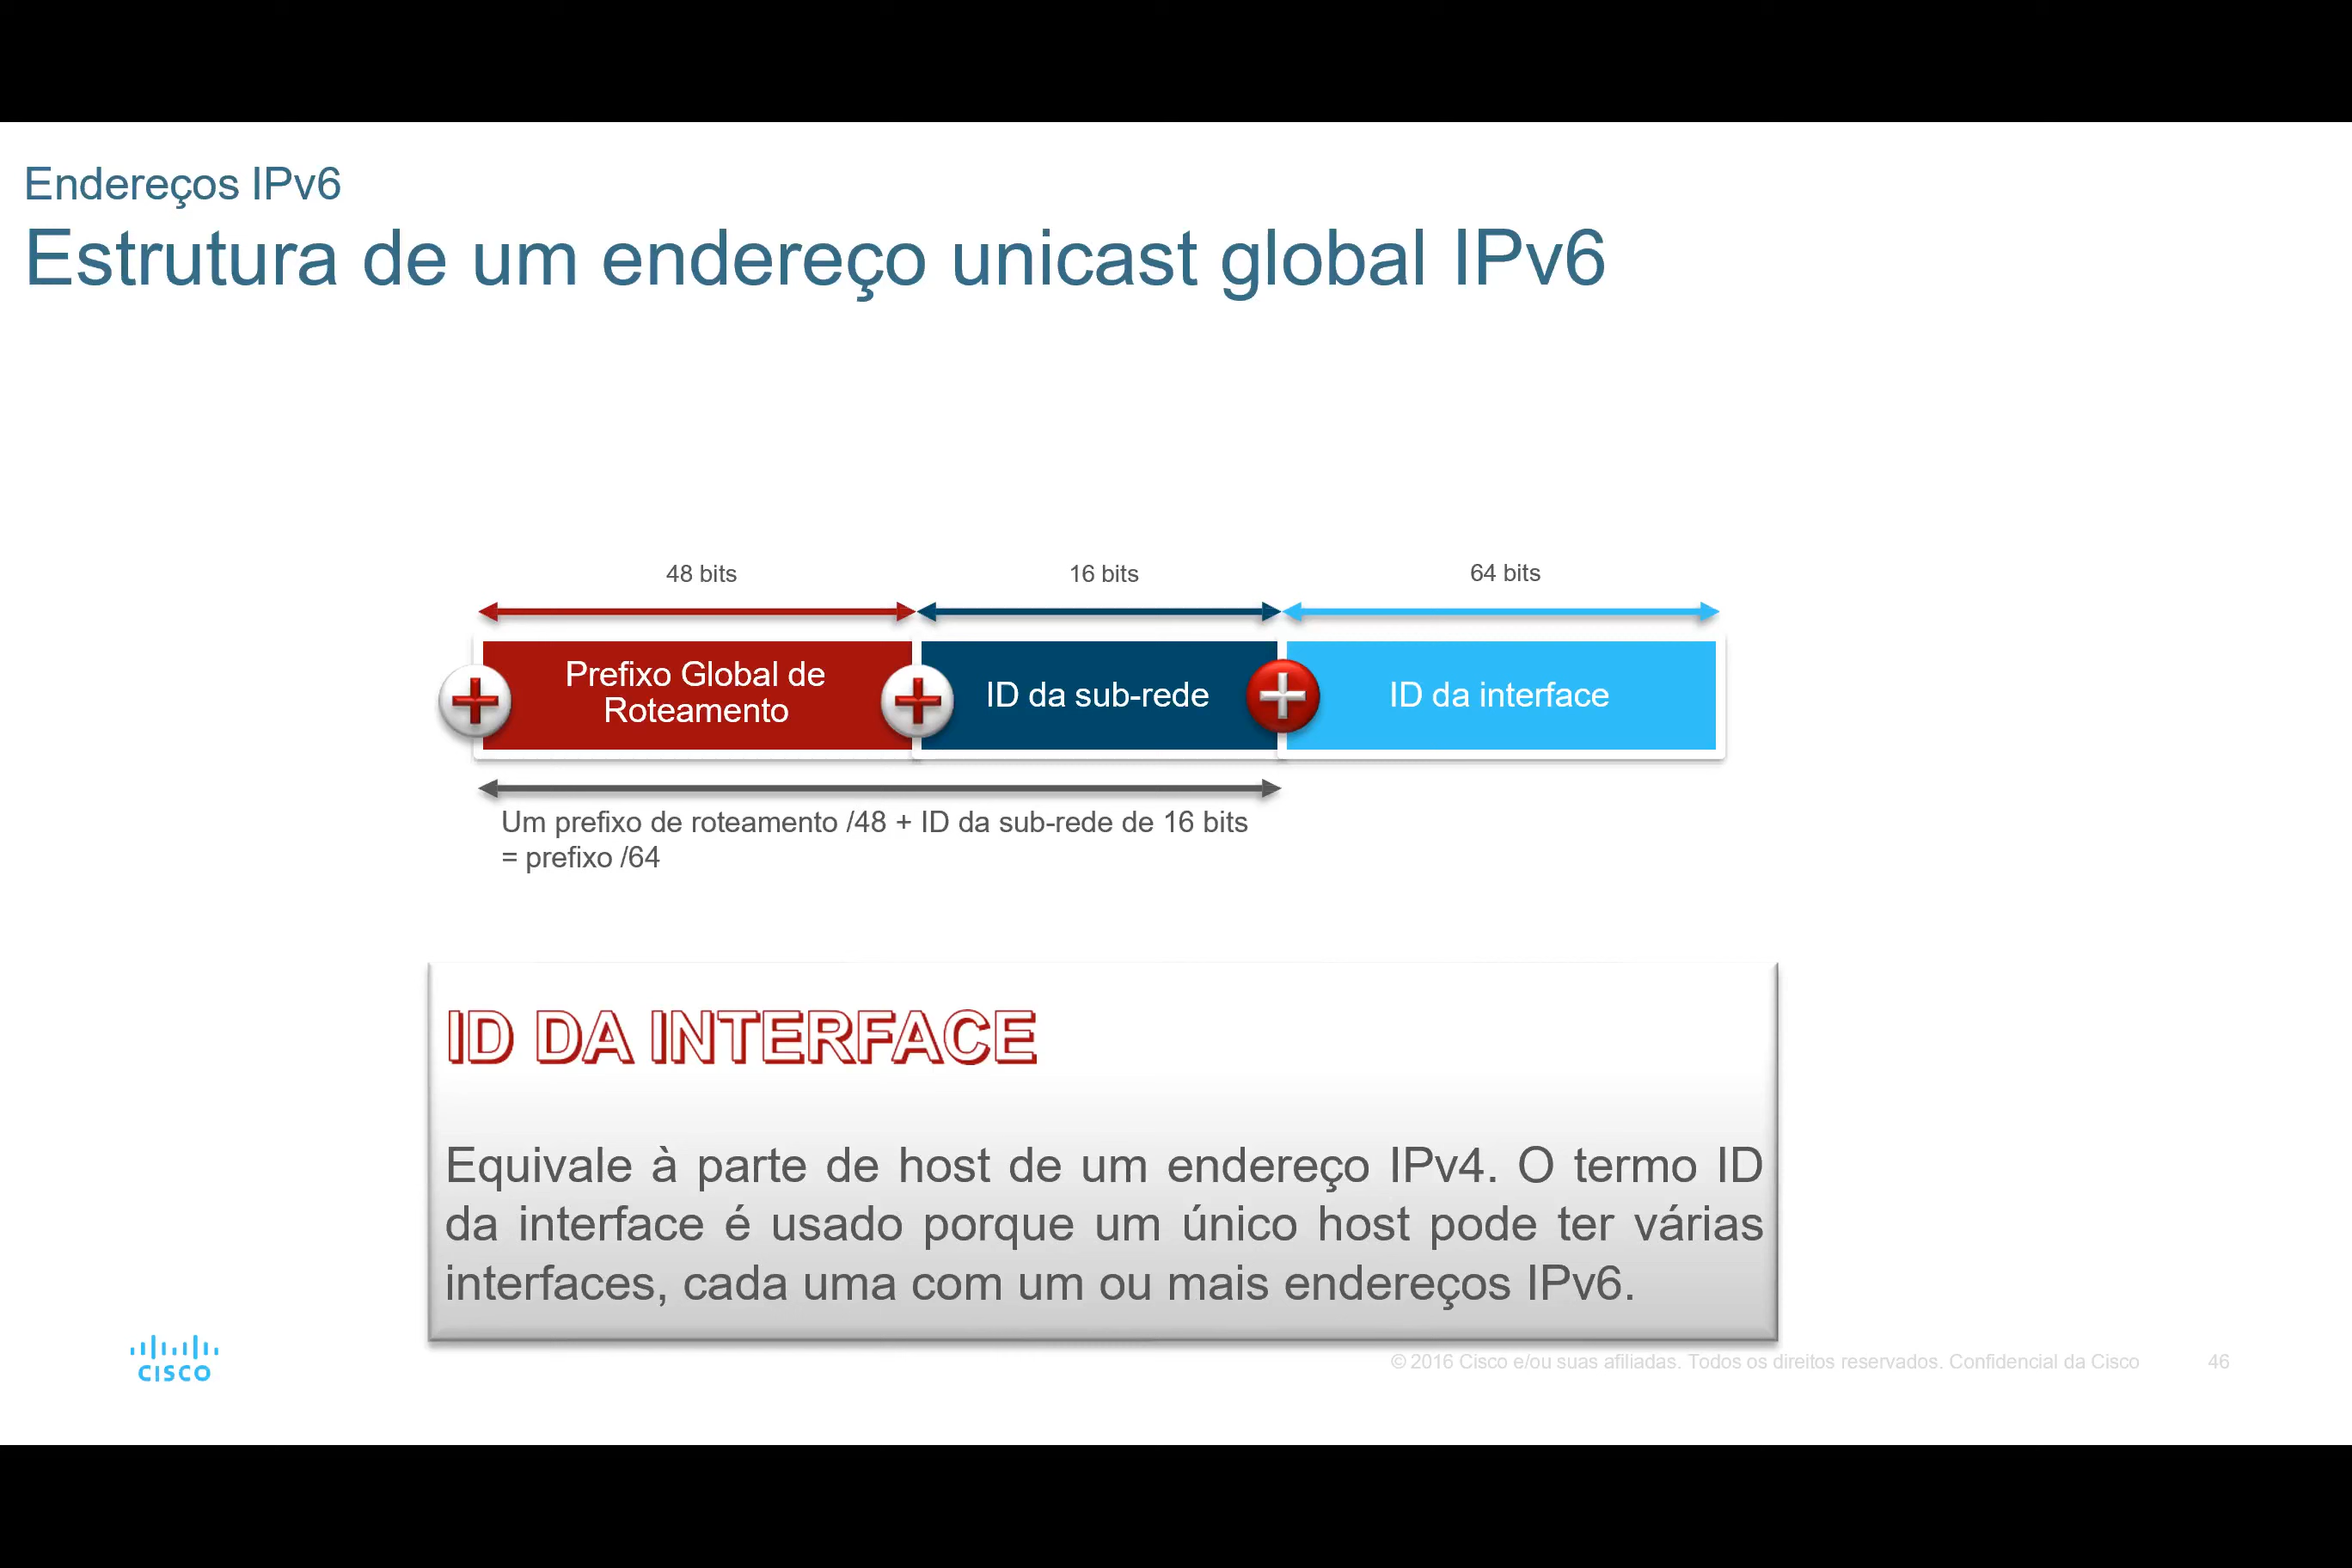 Endereços IPv6
Estrutura de um endereço unicast global IPv6
48 bits
16 bits
64 bits
Prefixo Global de
Roteamento
ID da sub-rede
ID da interface
Um prefixo de roteamento /48 + ID da sub-rede de 16 bits
= prefixo /64
ID DA INTERFACE
Equivale à parte de host de um endereço IPv4. O termo ID
da interface é usado porque um único host pode ter várias
interfaces, cada uma com um ou mais endereços IPv6.
CISCO
© 2016 Cisco e/ou suas afiliadas. Todos os direitos reservados. Confidencial da Cisco
46